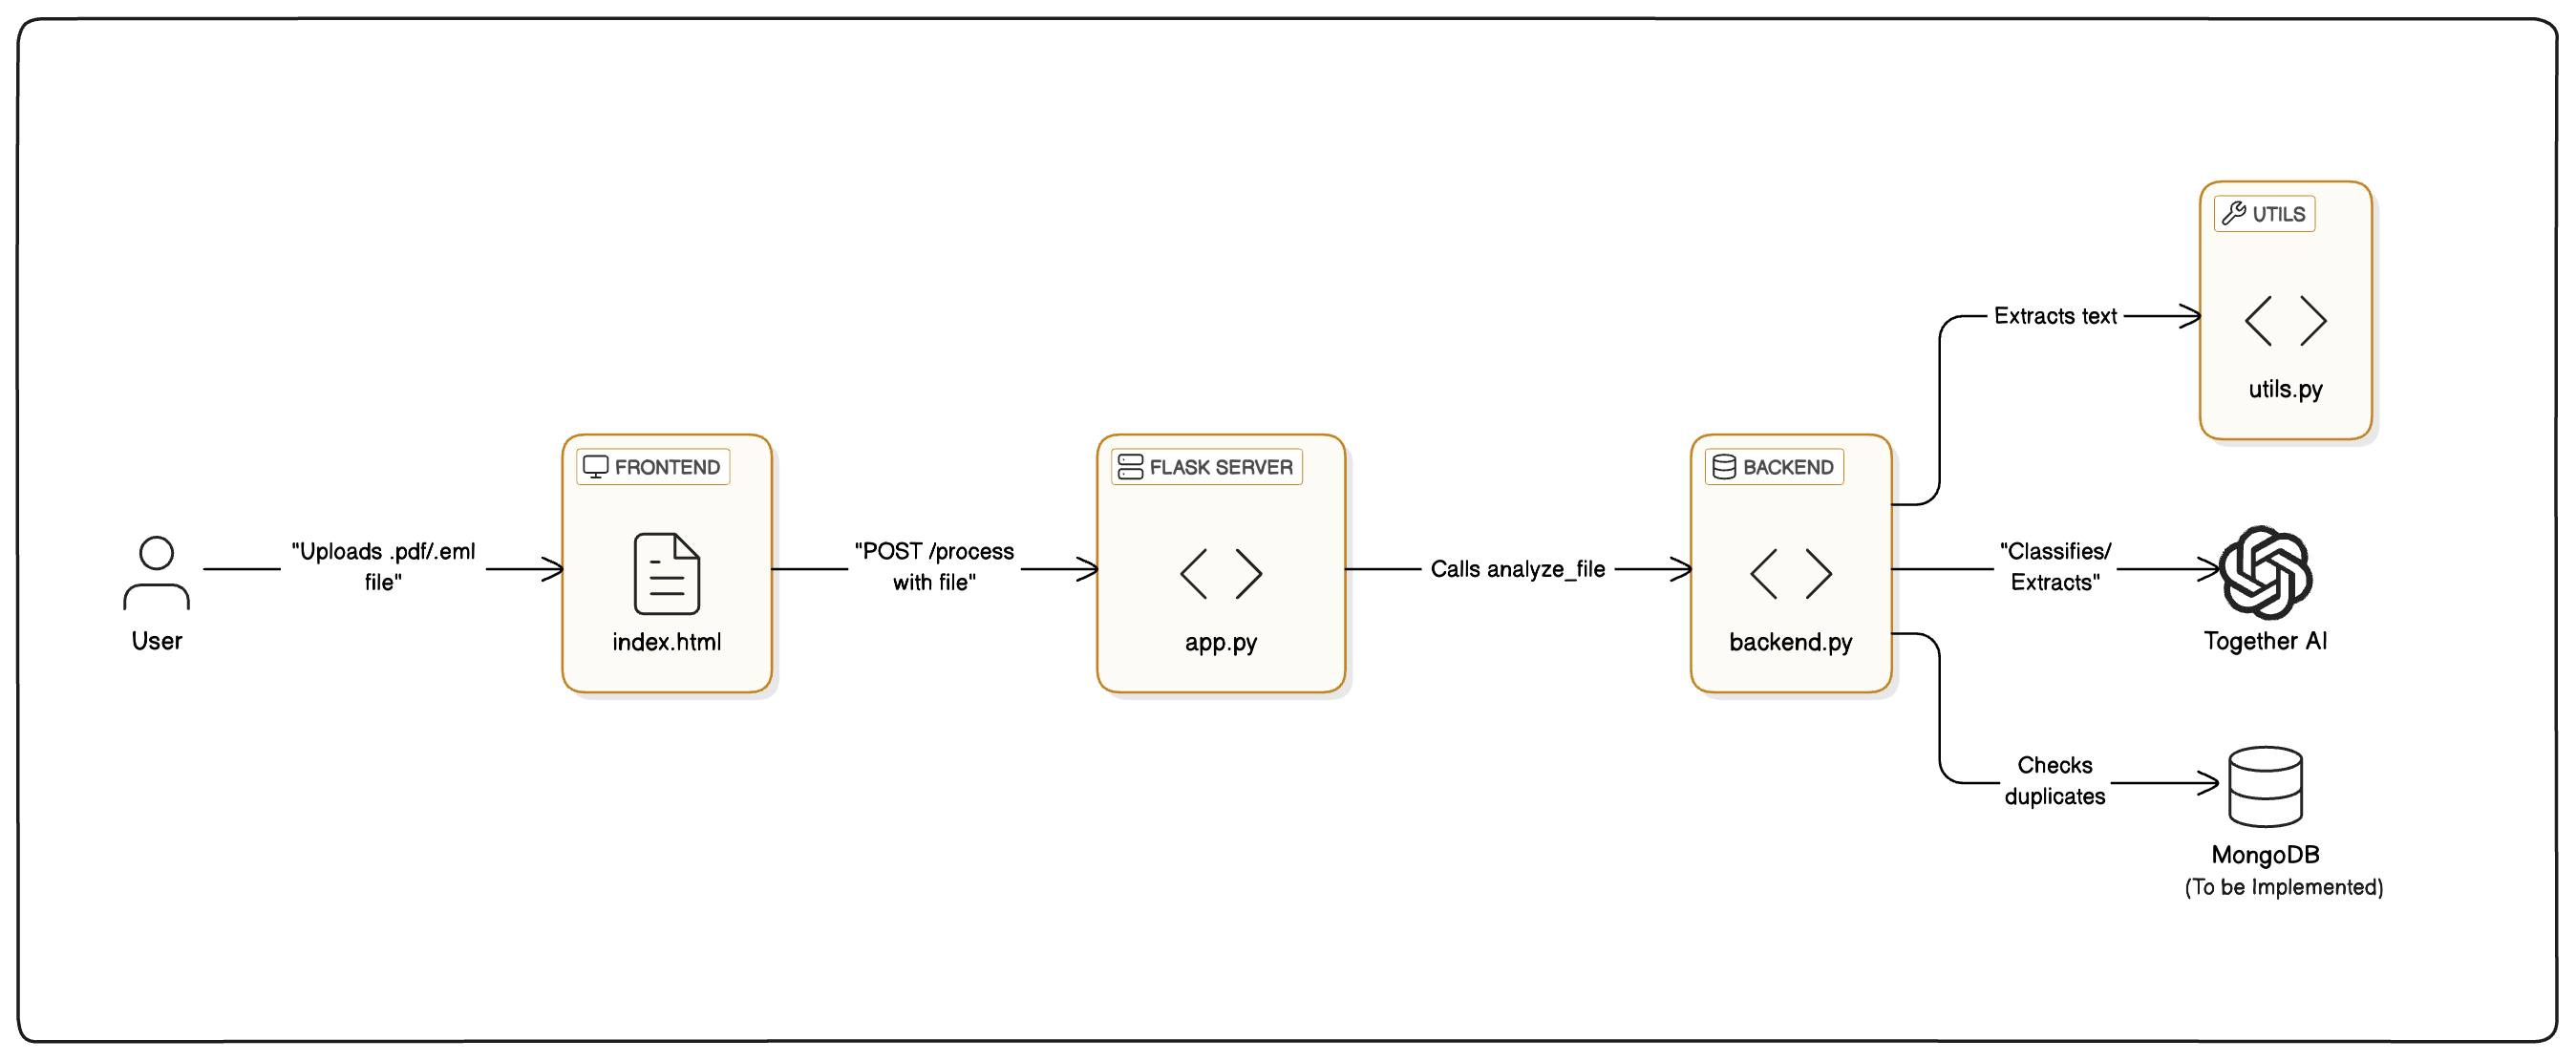 User
"Uploads .pdf/.eml
file"
FRONTEND
index.html
"POST /process
with file"
FLASK SERVER
app.py
Calls analyze_file
BACKEND
backend.py
Extracts text
UTILS
utils.py
"Classifies/
Extracts"
Together AI
Checks
duplicates
MongoDB
(To be Implemented)